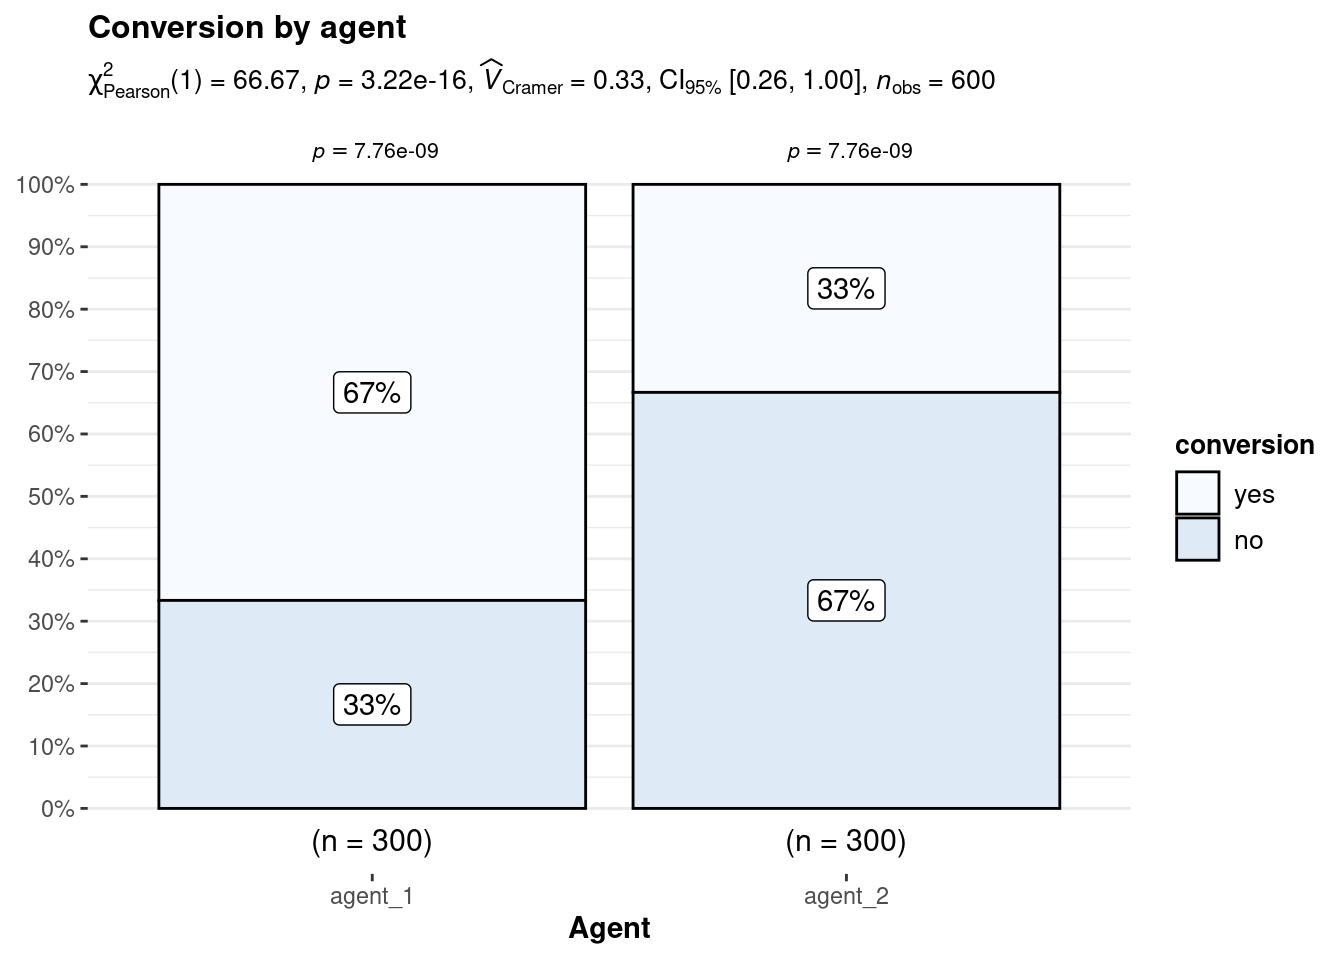 Conversion by agent
χ²Pearson(1) = 66.67, p = 3.22e-16, V̂Cramer = 0.33, CI95% [0.26, 1.00], nobs = 600
p = 7.76e-09 p = 7.76e-09
100%
90%
33%
80%
70%
67%
60%
50%
40%
67%
30%
20%
33%
10%
0%
conversion
yes
no
(n = 300) (n = 300)
agent_1 agent_2
Agent